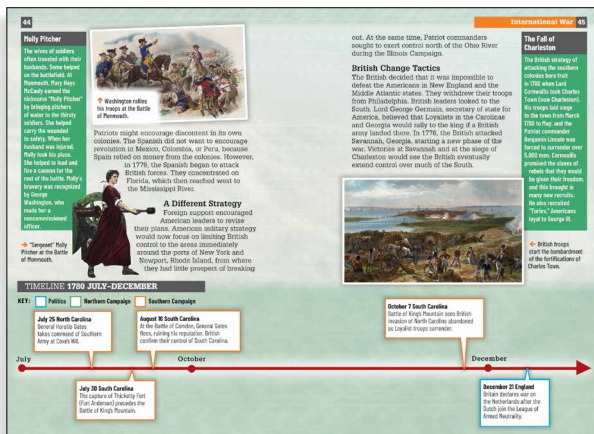 44
Molly Pitcher
The wives of soldiers
often traveled with their
husbands. Some helped
on the battlefield. At
Monmouth, Mary Hays
McCauly earned the
nickname "Molly Pitcher"
by bringing pitchers
of water to the thirsty
soldiers. She helped
carry the wounded
to safety. When her
husband was injured,
Molly took his place.
She helped to load and
fire a cannon for the
rest of the battle. Molly's
bravery was recognized
by George
Washington, who
made her a
noncommissioned
officer.
→ "Sergeant" Molly
Pitcher at the Battle
of Monmouth.
↑ Washington rallies
his troops at the Battle
of Monmouth.
Patriots might encourage discontent in its own
colonies. The Spanish did not want to encourage
revolution in Mexico, Colombia, or Peru, because
Spain relied on money from the colonies. However,
in 1779, the Spanish began to attack
British forces. They concentrated on
Florida, which then reached west to
the Mississippi River.
A Different Strategy
Foreign support encouraged
American leaders to revise
their plans. American military strategy
would now focus on limiting British
control to the areas immediately
around the ports of New York and
Newport, Rhode Island, from where
they had little prospect of breaking
International War 45
out. At the same time, Patriot commanders
sought to exert control north of the Ohio River
during the Illinois Campaign.
British Change Tactics
The British decided that it was impossible to
defeat the Americans in New England and the
Middle Atlantic states. They withdrew their troops
from Philadelphia. British leaders looked to the
South. Lord George Germain, secretary of state for
America, believed that Loyalists in the Carolinas
and Georgia would rally to the king if a British
army landed there. In 1778, the British attacked
Savannah, Georgia, starting a new phase of the
war. Victories at Savannah and at the siege of
Charleston would see the British eventually
extend control over much of the South.
The Fall of
Charleston
The British strategy of
attacking the southern
colonies bore fruit
in 1780 when Lord
Cornwallis took Charles
Town (now Charleston).
His troops laid siege
to the town from March
1780 to May, and the
Patriot commander
Benjamin Lincoln was
forced to surrender over
5,000 men. Cornwallis
promised the slaves of
rebels that they would
be given their freedom,
and this brought in
many new recruits.
He also recruited
"Tories," Americans
loyal to George III.
← British troops
start the bombardment
of the fortifications of
Charles Town.
TIMELINE 1780 JULY–DECEMBER
KEY: Politics Northern Campaign Southern Campaign
July 25 North Carolina
General Horatio Gates
takes command of Southern
Army at Coxe's Mill.
August 16 South Carolina
At the Battle of Camden, General Gates
flees, ruining his reputation. British
confirm their control of South Carolina.
October 7 South Carolina
Battle of King's Mountain sees British
invasion of North Carolina abandoned
as Loyalist troops surrender.
July
October
December
July 30 South Carolina
The capture of Thicketty Fort
(Fort Anderson) precedes the
Battle of King's Mountain.
December 21 England
Britain declares war on
the Netherlands after the
Dutch join the League of
Armed Neutrality.